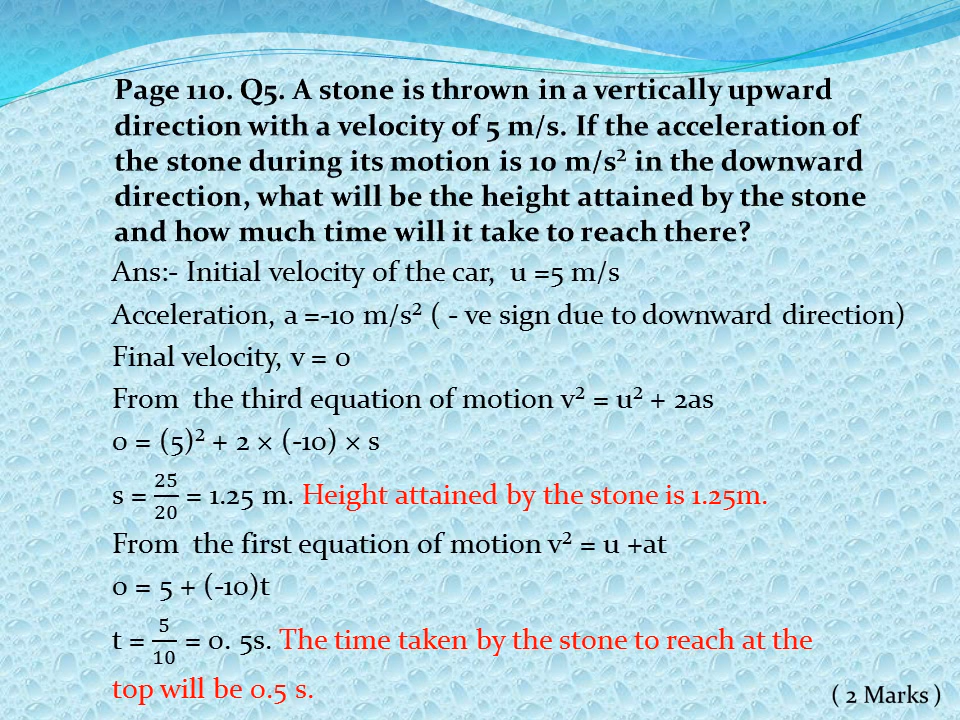 Page 110. Q5. A stone is thrown in a vertically upward
direction with a velocity of 5 m/s. If the acceleration of
the stone during its motion is 10 m/s² in the downward
direction, what will be the height attained by the stone
and how much time will it take to reach there?
Ans:- Initial velocity of the car, u =5 m/s
Acceleration, a =-10 m/s² ( - ve sign due to downward direction)
Final velocity, v = 0
From the third equation of motion v² = u² + 2as
0 = (5)² + 2 × (-10) × s
s = 25/20 = 1.25 m. Height attained by the stone is 1.25m.
From the first equation of motion v² = u +at
0 = 5 + (-10)t
t = 5/10 = 0. 5s. The time taken by the stone to reach at the
top will be 0.5 s.
( 2 Marks )